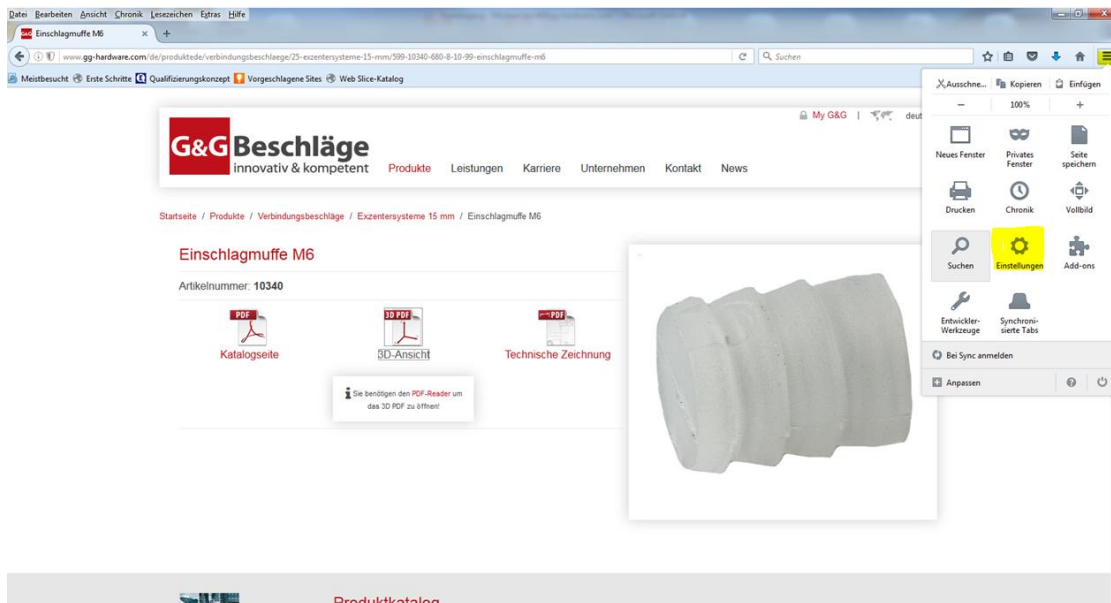 Datei Bearbeiten Ansicht Chronik Lesezeichen Extras Hilfe
Einschlagmuffe M6
www.gg-hardware.com/de/produktede/verbindungsbeschlaege/25-exzentersysteme-15-mm/599-10340-680-8-10-99-einschlagmuffe-m6
Suchen
Meistbesucht Erste Schritte Qualifizierungskonzept Vorgeschlagene Sites Web Slice-Katalog
Ausschne... Kopieren Einfügen
− 100% +
Neues Fenster Privates Fenster Seite speichern
Drucken Chronik Vollbild
Suchen Einstellungen Add-ons
Entwickler-Werkzeuge Synchroni-sierte Tabs
Bei Sync anmelden
Anpassen
My G&G | deut
G&G Beschläge
innovativ & kompetent
Produkte Leistungen Karriere Unternehmen Kontakt News
Startseite / Produkte / Verbindungsbeschläge / Exzentersysteme 15 mm / Einschlagmuffe M6
Einschlagmuffe M6
Artikelnummer: 10340
PDF 3D PDF PDF
Katalogseite 3D-Ansicht Technische Zeichnung
Sie benötigen den PDF-Reader um
das 3D PDF zu öffnen!
Produktkatalog